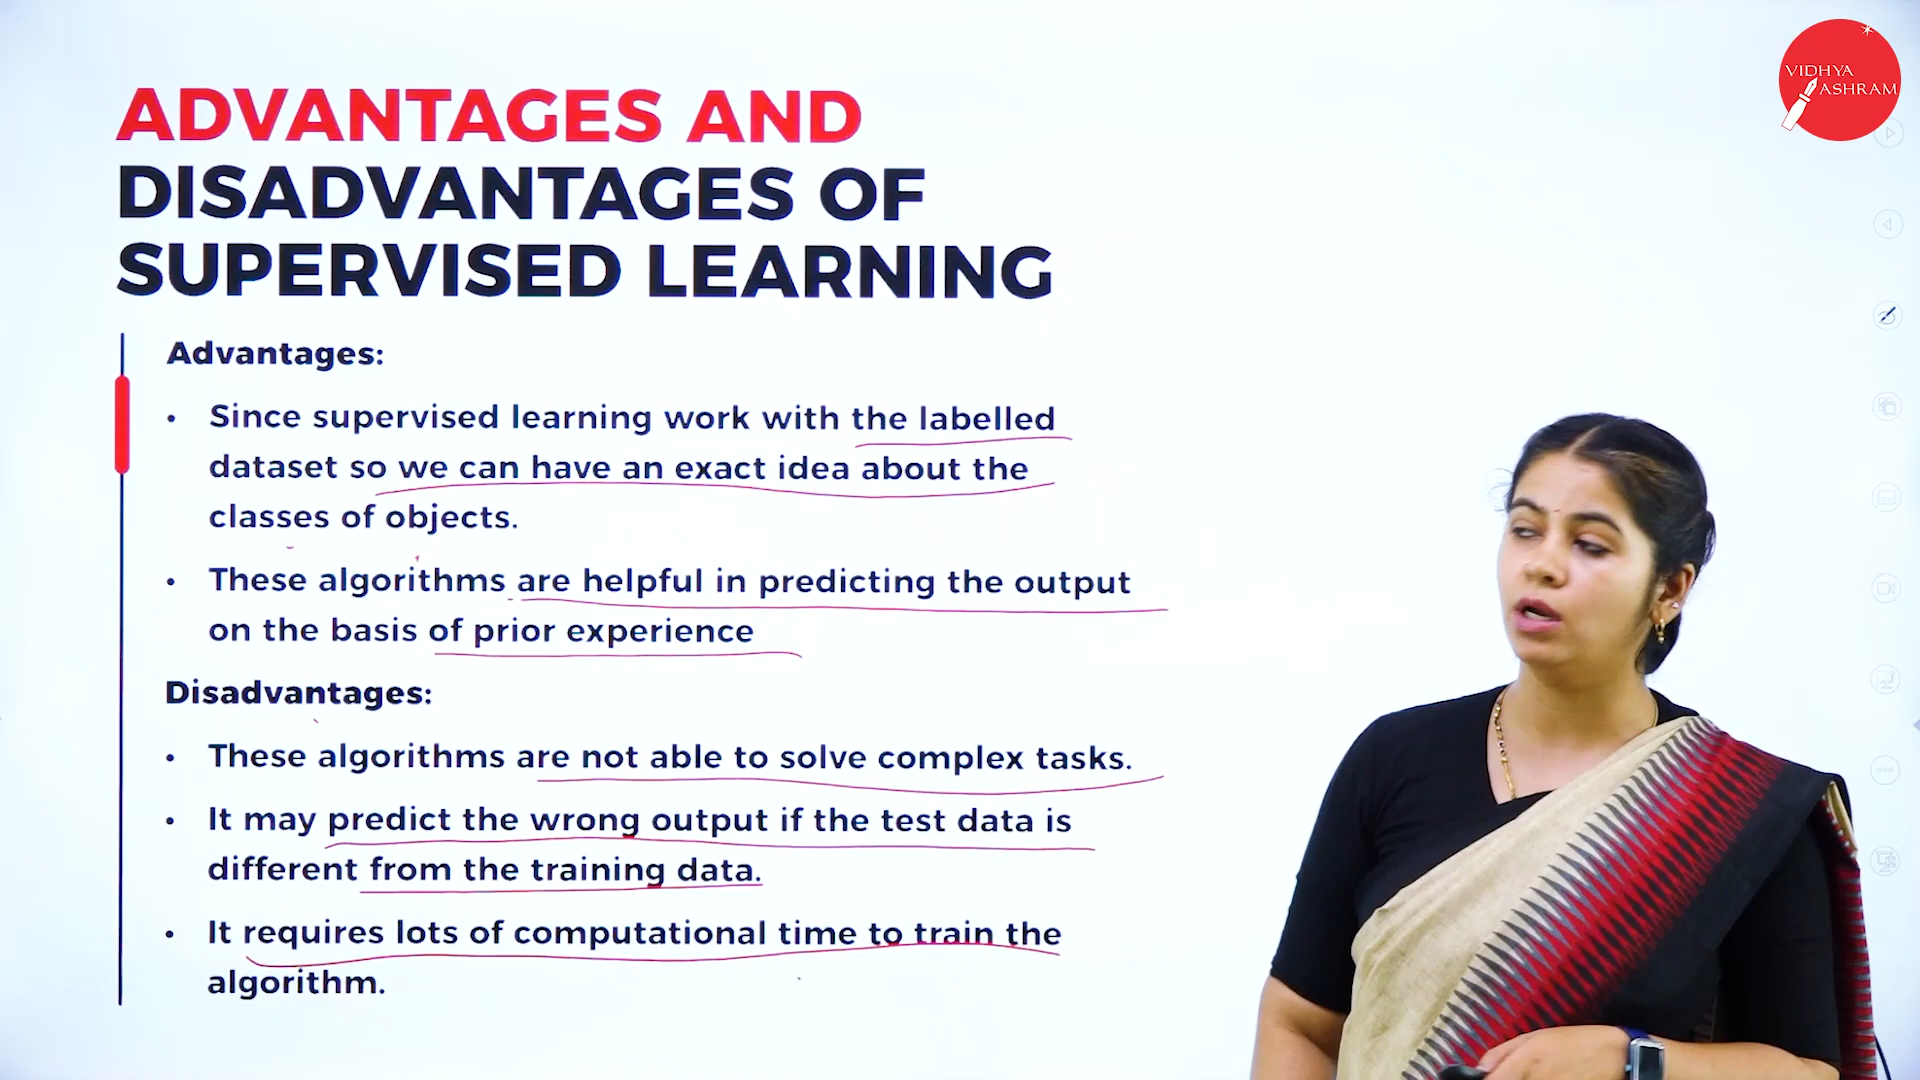 VIDHYA
ASHRAM
ADVANTAGES AND
DISADVANTAGES OF
SUPERVISED LEARNING
Advantages:
• Since supervised learning work with the labelled
dataset so we can have an exact idea about the
classes of objects.
• These algorithms are helpful in predicting the output
on the basis of prior experience
Disadvantages:
• These algorithms are not able to solve complex tasks.
• It may predict the wrong output if the test data is
different from the training data.
• It requires lots of computational time to train the
algorithm.